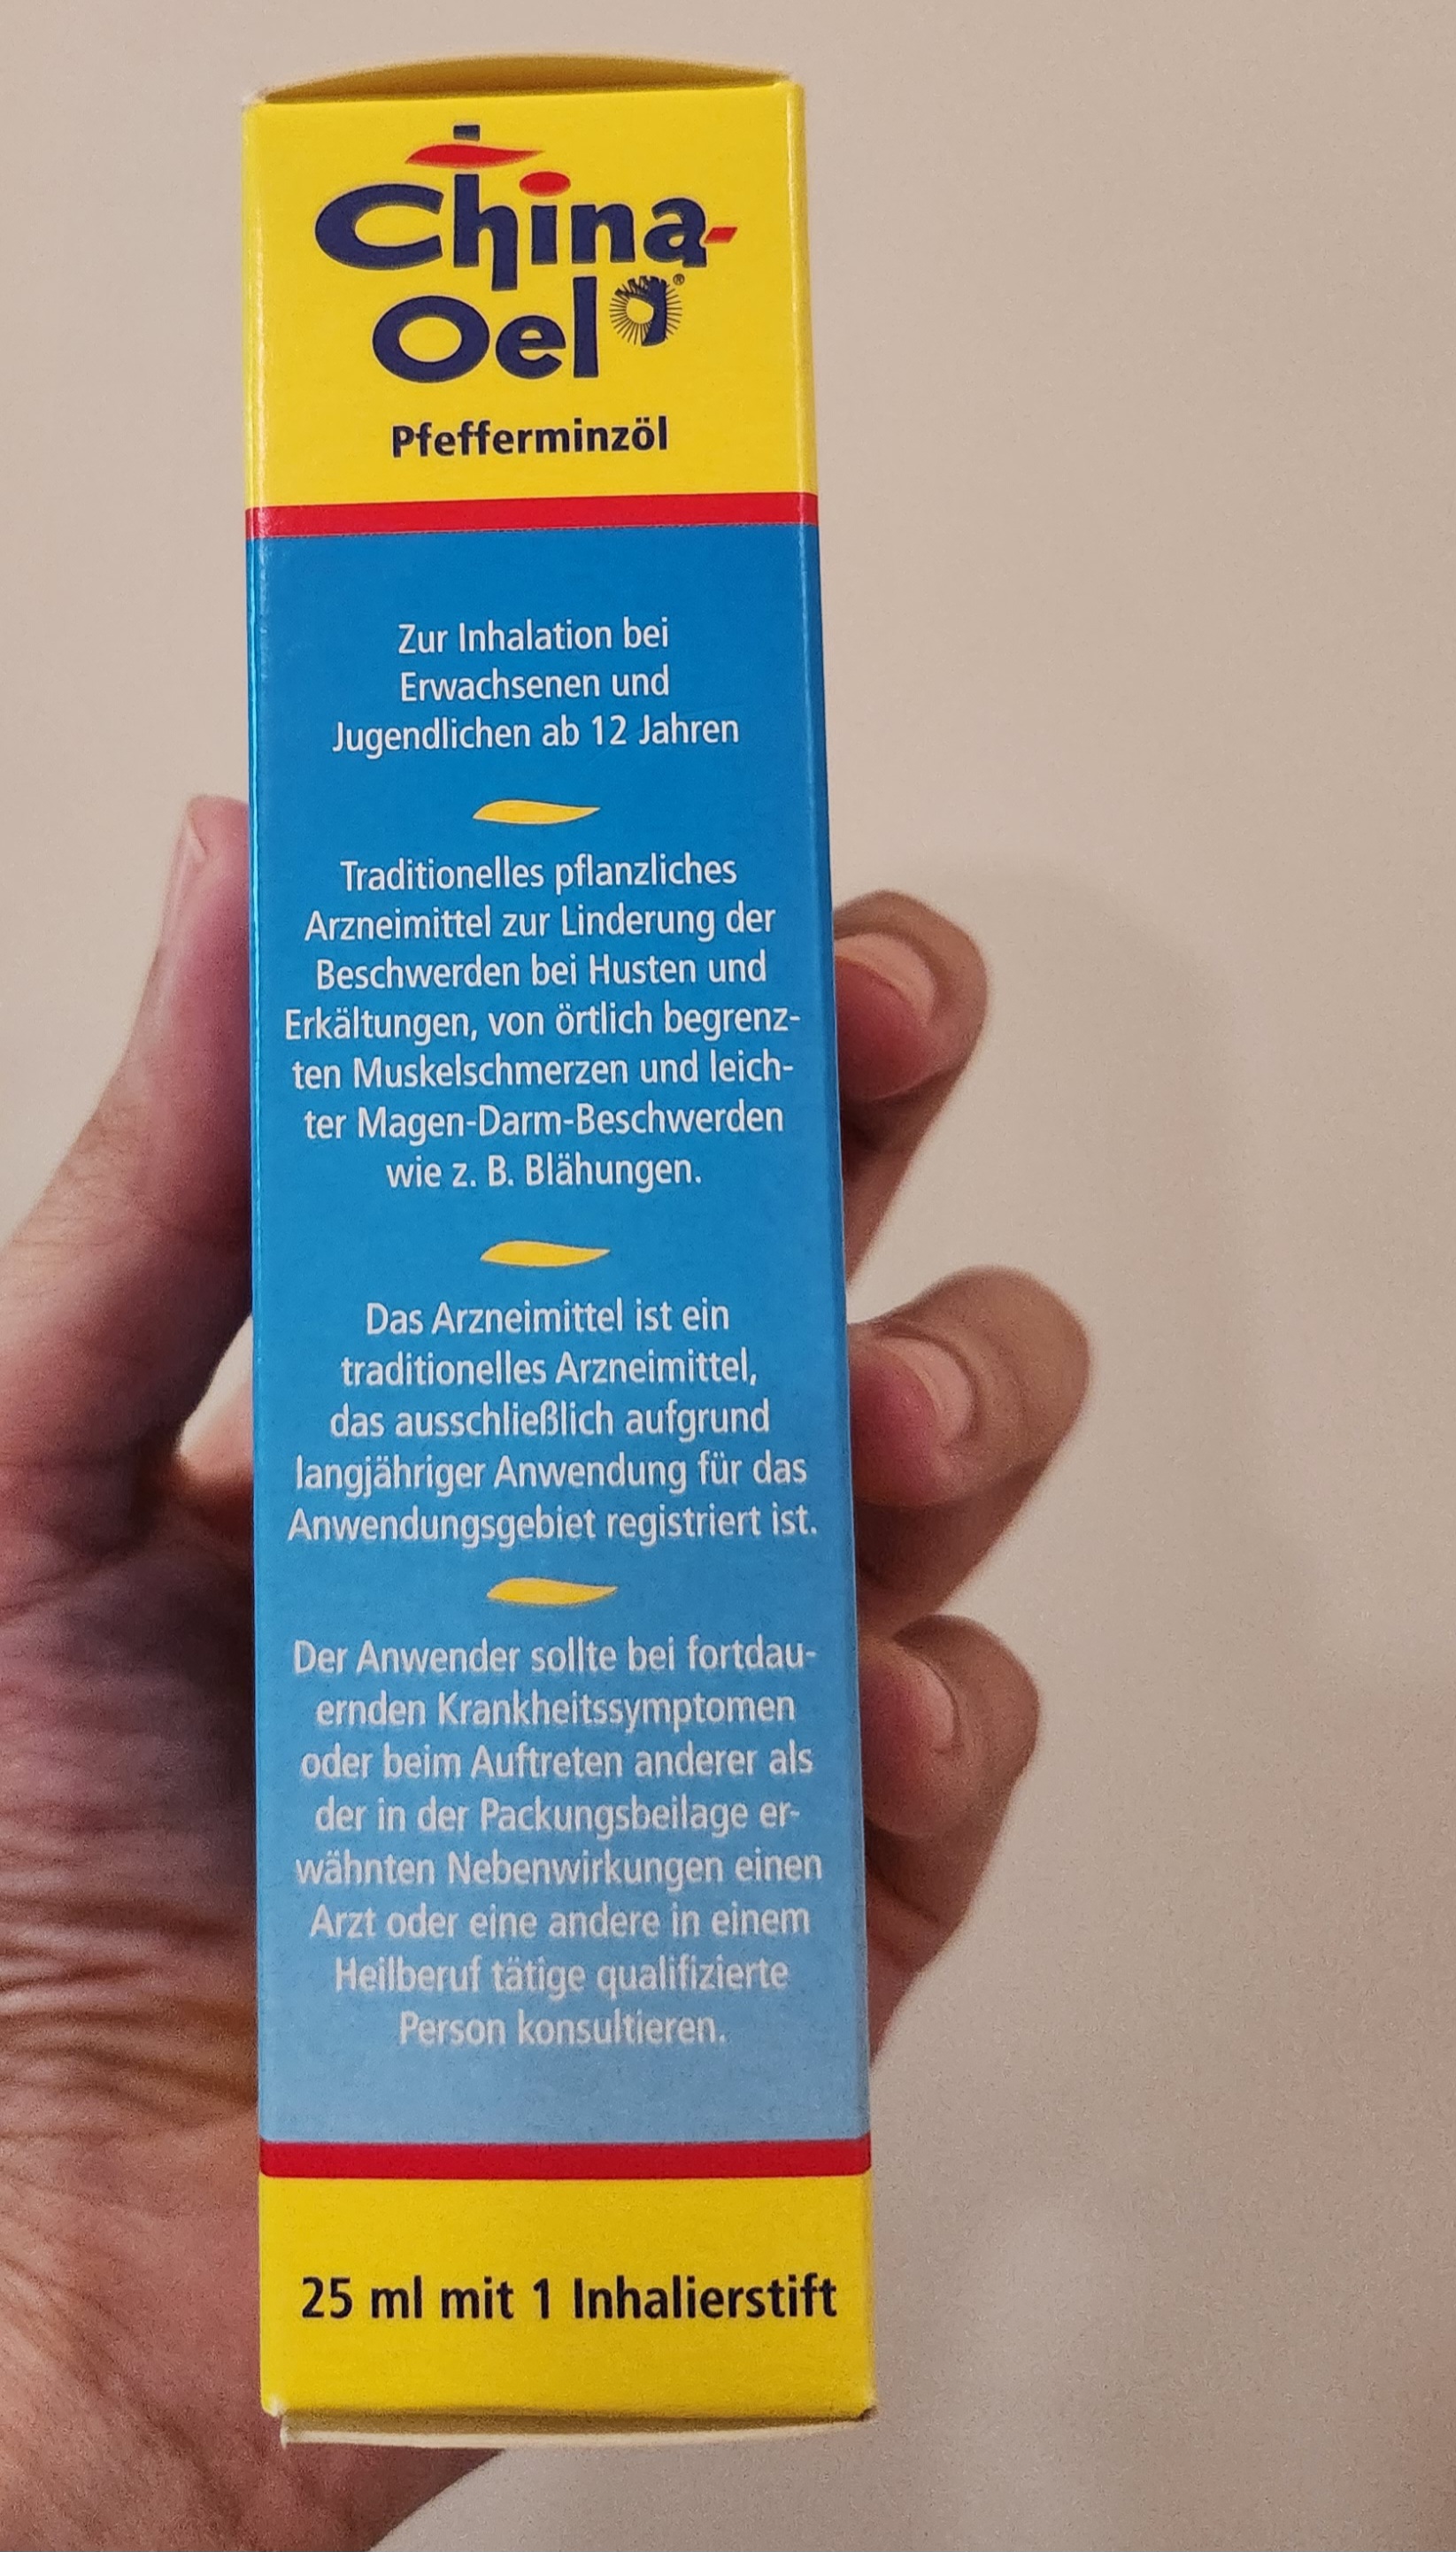 China-
Oel®
Pfefferminzöl
Zur Inhalation bei
Erwachsenen und
Jugendlichen ab 12 Jahren
Traditionelles pflanzliches
Arzneimittel zur Linderung der
Beschwerden bei Husten und
Erkältungen, von örtlich begrenz-
ten Muskelschmerzen und leich-
ter Magen-Darm-Beschwerden
wie z. B. Blähungen.
Das Arzneimittel ist ein
traditionelles Arzneimittel,
das ausschließlich aufgrund
langjähriger Anwendung für das
Anwendungsgebiet registriert ist.
Der Anwender sollte bei fortdau-
ernden Krankheitssymptomen
oder beim Auftreten anderer als
der in der Packungsbeilage er-
wähnten Nebenwirkungen einen
Arzt oder eine andere in einem
Heilberuf tätige qualifizierte
Person konsultieren.
25 ml mit 1 Inhalierstift